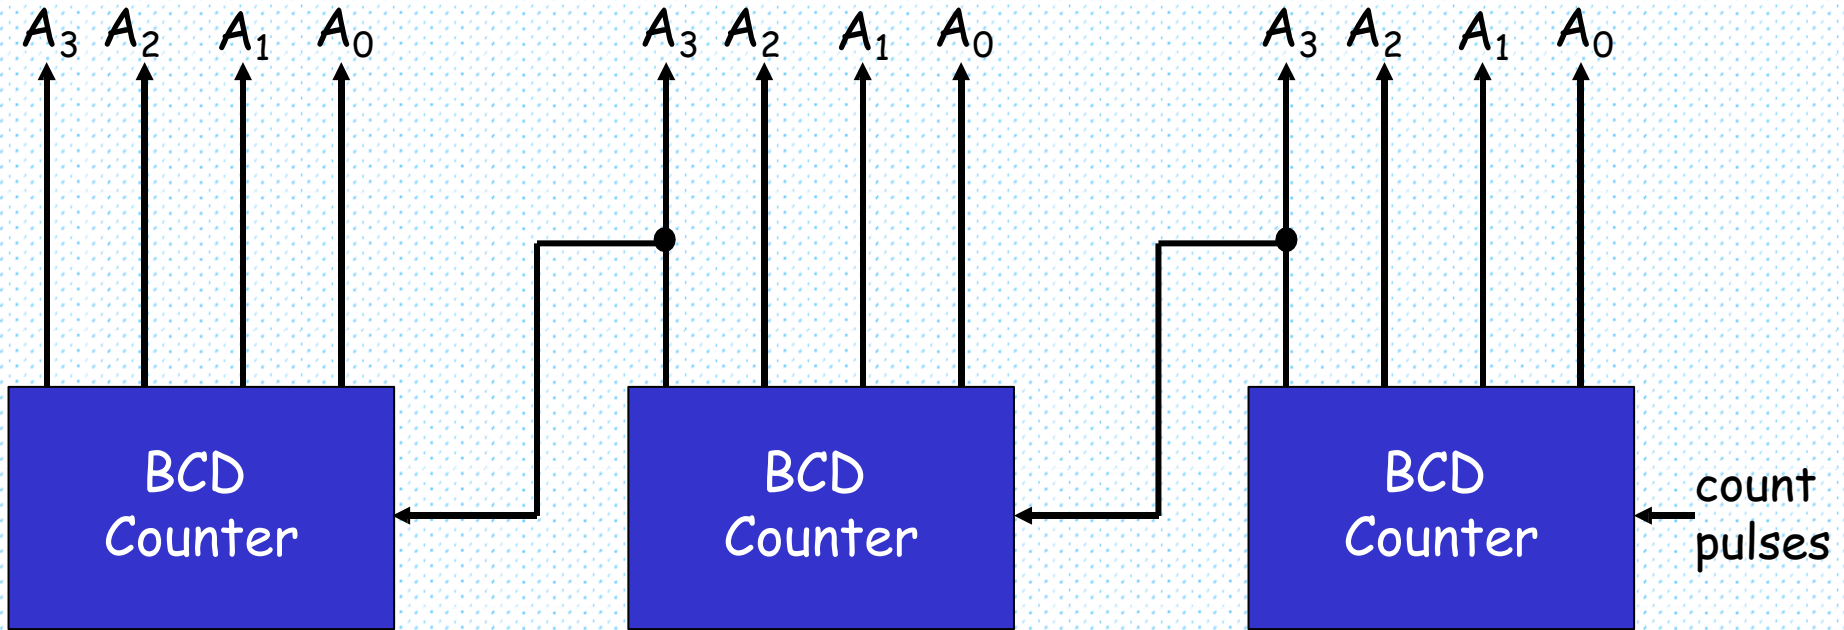 A₃ A₂ A₁ A₀ A₃ A₂ A₁ A₀ A₃ A₂ A₁ A₀
BCD
Counter
BCD
Counter
BCD
Counter
count
pulses